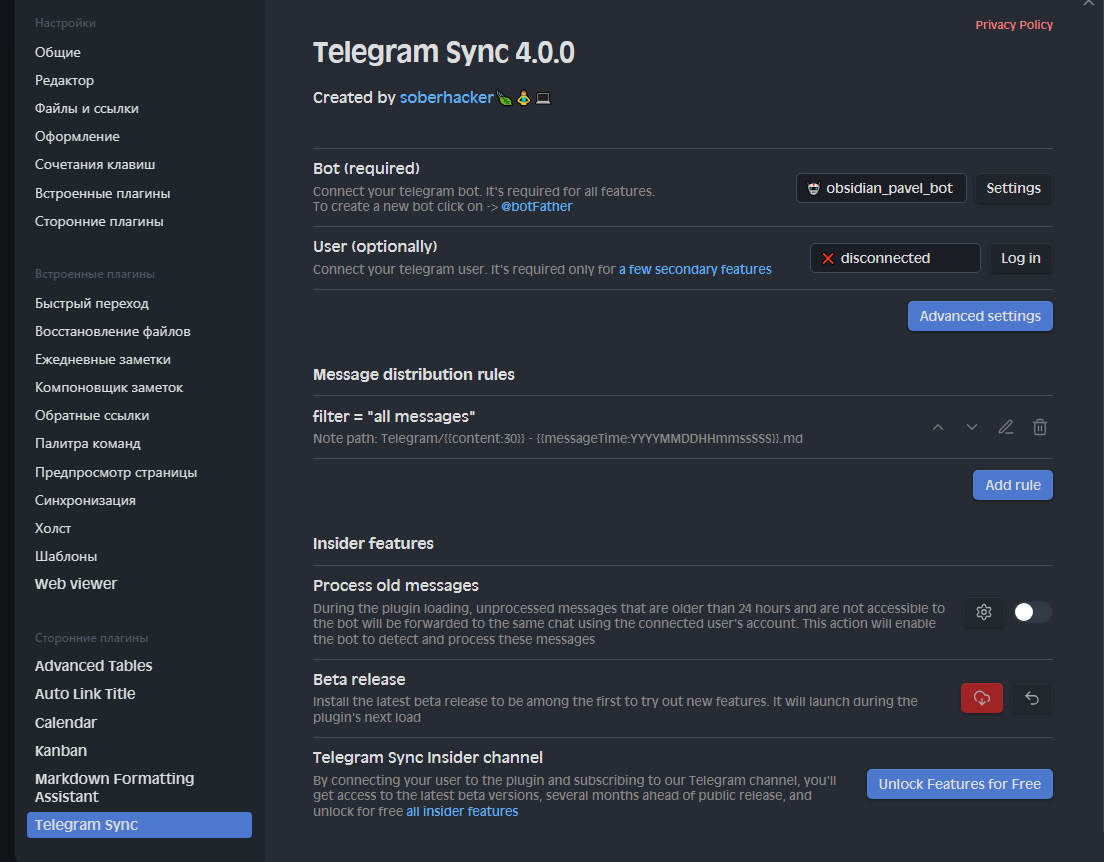 Настройки
Общие
Редактор
Файлы и ссылки
Оформление
Сочетания клавиш
Встроенные плагины
Сторонние плагины
Встроенные плагины
Быстрый переход
Восстановление файлов
Ежедневные заметки
Компоновщик заметок
Обратные ссылки
Палитра команд
Предпросмотр страницы
Синхронизация
Холст
Шаблоны
Web viewer
Сторонние плагины
Advanced Tables
Auto Link Title
Calendar
Kanban
Markdown Formatting
Assistant
Telegram Sync
Privacy Policy
Telegram Sync 4.0.0
Created by soberhacker
Bot (required)
Connect your telegram bot. It's required for all features.
To create a new bot click on -> @botFather
obsidian_pavel_bot
Settings
User (optionally)
Connect your telegram user. It's required only for a few secondary features
disconnected
Log in
Advanced settings
Message distribution rules
filter = "all messages"
Note path: Telegram/{{content:30}} - {{messageTime:YYYYMMDDHHmmssSSS}}.md
Add rule
Insider features
Process old messages
During the plugin loading, unprocessed messages that are older than 24 hours and are not accessible to
the bot will be forwarded to the same chat using the connected user's account. This action will enable
the bot to detect and process these messages
Beta release
Install the latest beta release to be among the first to try out new features. It will launch during the
plugin's next load
Telegram Sync Insider channel
By connecting your user to the plugin and subscribing to our Telegram channel, you'll
get access to the latest beta versions, several months ahead of public release, and
unlock for free all insider features
Unlock Features for Free